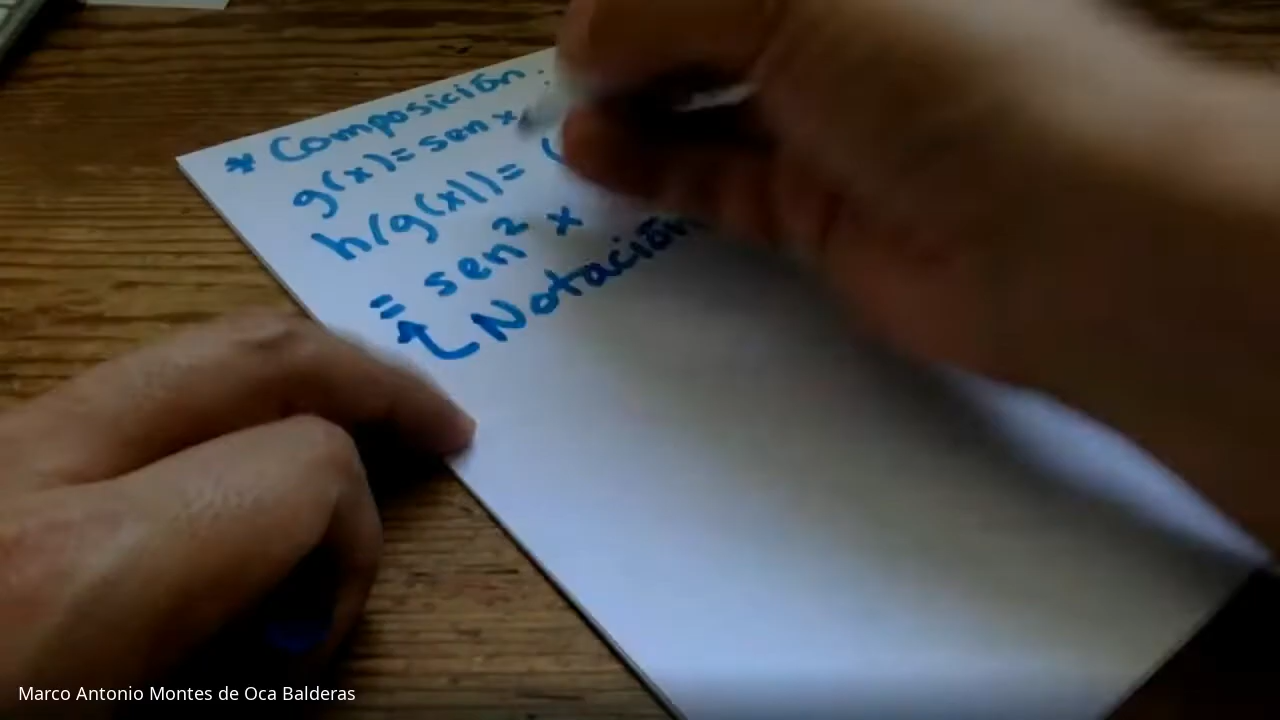 * Composición:
g(x)= sen x
h(g(x))= (
= sen² x
Notación
Marco Antonio Montes de Oca Balderas